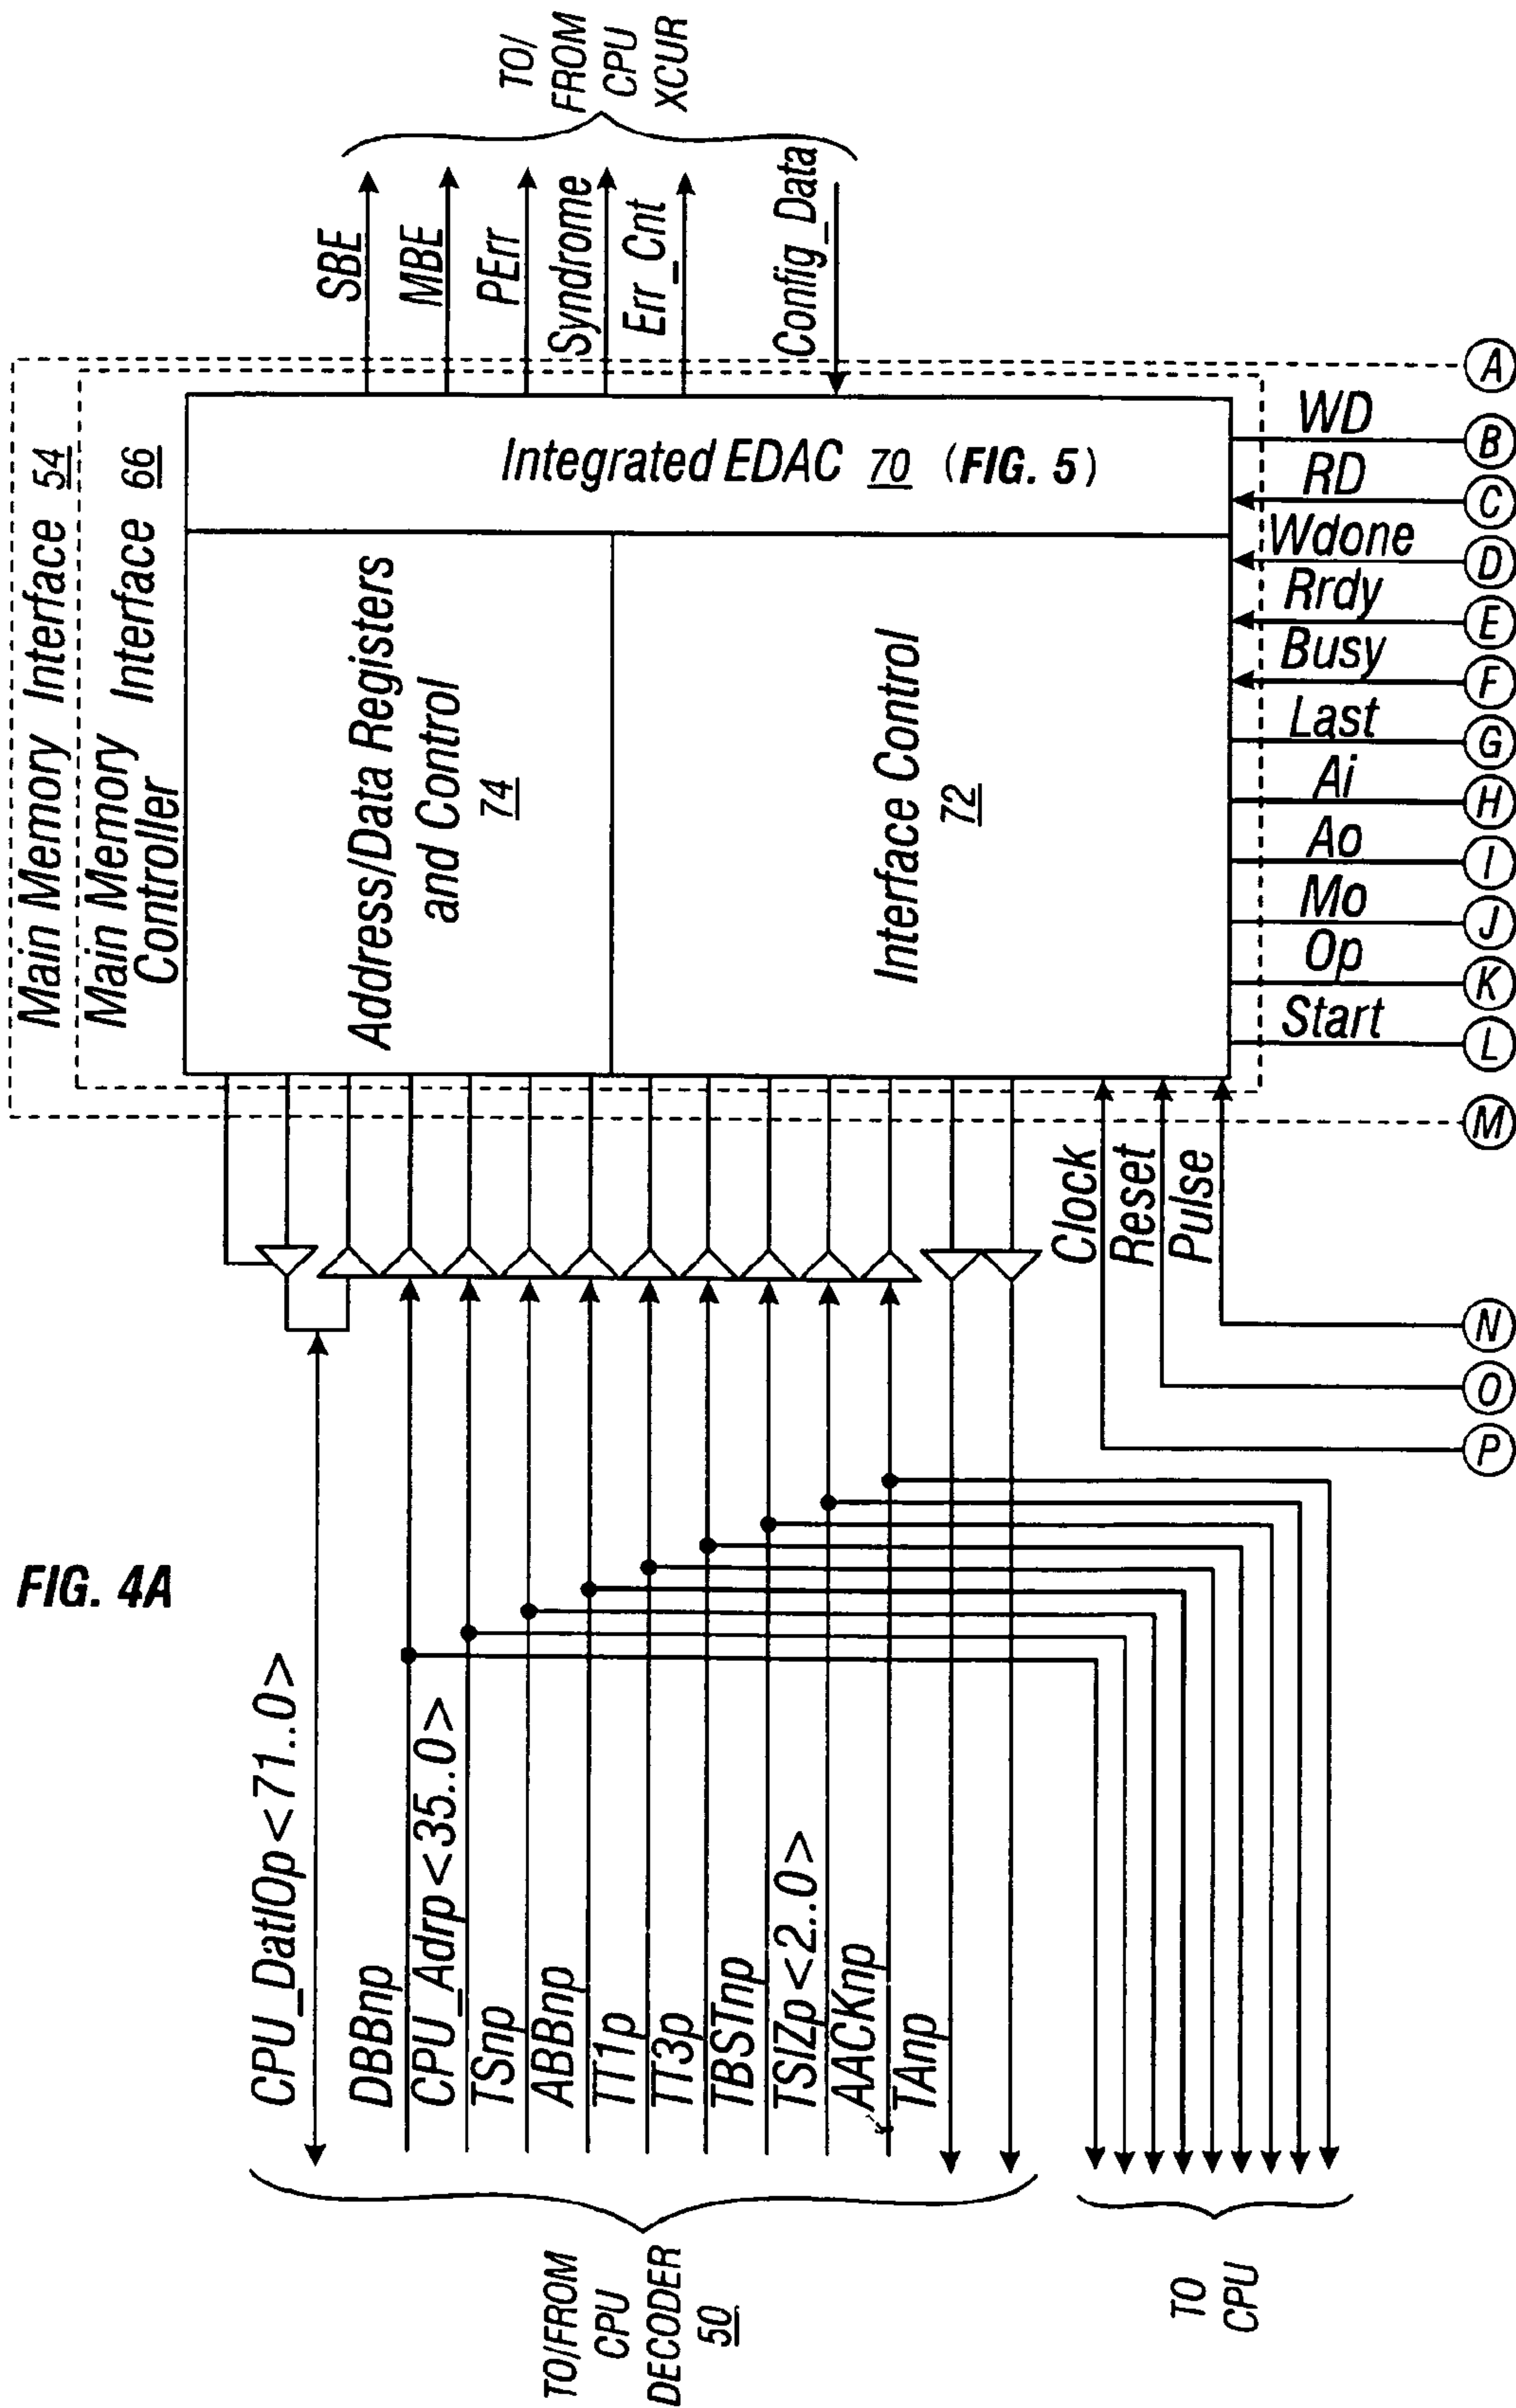 FIG. 4A
Main Memory Interface 54
Main Memory Interface 66
Controller
Address/Data Registers
and Control
74
Interface Control
72
Integrated EDAC 70 (FIG. 5)
SBE
MBE
PErr
Syndrome
Err_Cnt
Config_Data
TO/
FROM
CPU
XCUR
CPU_DatIOp<71..0>
DBBnp
CPU_Adrp<35..0>
TSnp
ABBnp
TT1p
TT3p
TBSTnp
TSIZp<2..0>
AACKnp
TAnp
TO/FROM
CPU
DECODER
50
TO
CPU
Clock
Reset
Pulse
WD
RD
Wdone
Rrdy
Busy
Last
Ai
Ao
Mo
Op
Start
A
B
C
D
E
F
G
H
I
J
K
L
M
N
O
P